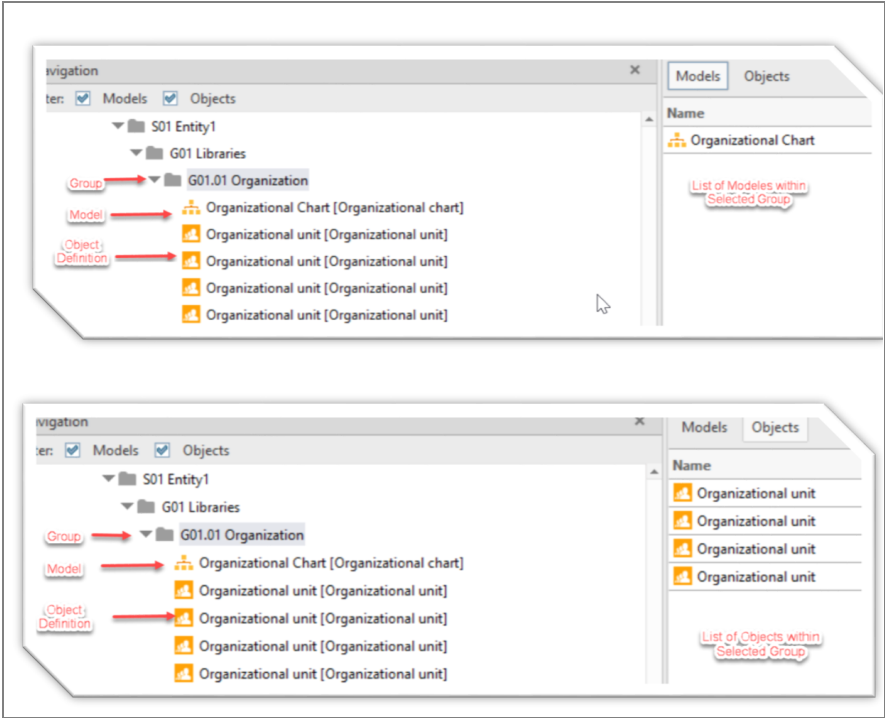 avigation
Models Objects
ter: Models Objects
Name
S01 Entity1
Organizational Chart
G01 Libraries
Group G01.01 Organization
List of Modeles within
Selected Group
Model Organizational Chart [Organizational chart]
Organizational unit [Organizational unit]
Object
Definition Organizational unit [Organizational unit]
Organizational unit [Organizational unit]
Organizational unit [Organizational unit]
avigation
Models Objects
ter: Models Objects
Name
S01 Entity1
Organizational unit
G01 Libraries
Organizational unit
Group G01.01 Organization
Organizational unit
Model Organizational Chart [Organizational chart]
Organizational unit
Organizational unit [Organizational unit]
Object
Definition Organizational unit [Organizational unit]
List of Objects within
Selected Group
Organizational unit [Organizational unit]
Organizational unit [Organizational unit]